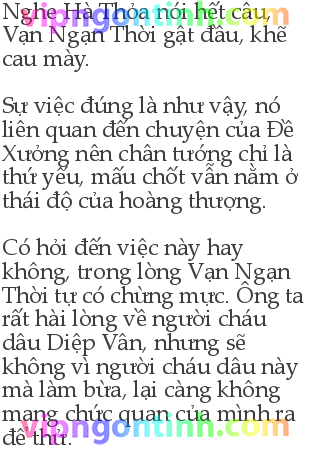 Nghe Hà Thỏa nói hết câu,
Vạn Ngạn Thời gật đầu, khẽ
cau mày.
Sự việc đúng là như vậy, nó
liên quan đến chuyện của Đề
Xưởng nên chân tướng chỉ là
thứ yếu, mấu chốt vẫn nằm ở
thái độ của hoàng thượng.
Có hỏi đến việc này hay
không, trong lòng Vạn Ngạn
Thời tự có chừng mực. Ông ta
rất hài lòng về người cháu
dâu Diệp Vân, nhưng sẽ
không vì người cháu dâu này
mà làm bừa, lại càng không
mang chức quan của mình ra
để thử.
vipngontinh.com
vipngontinh.com